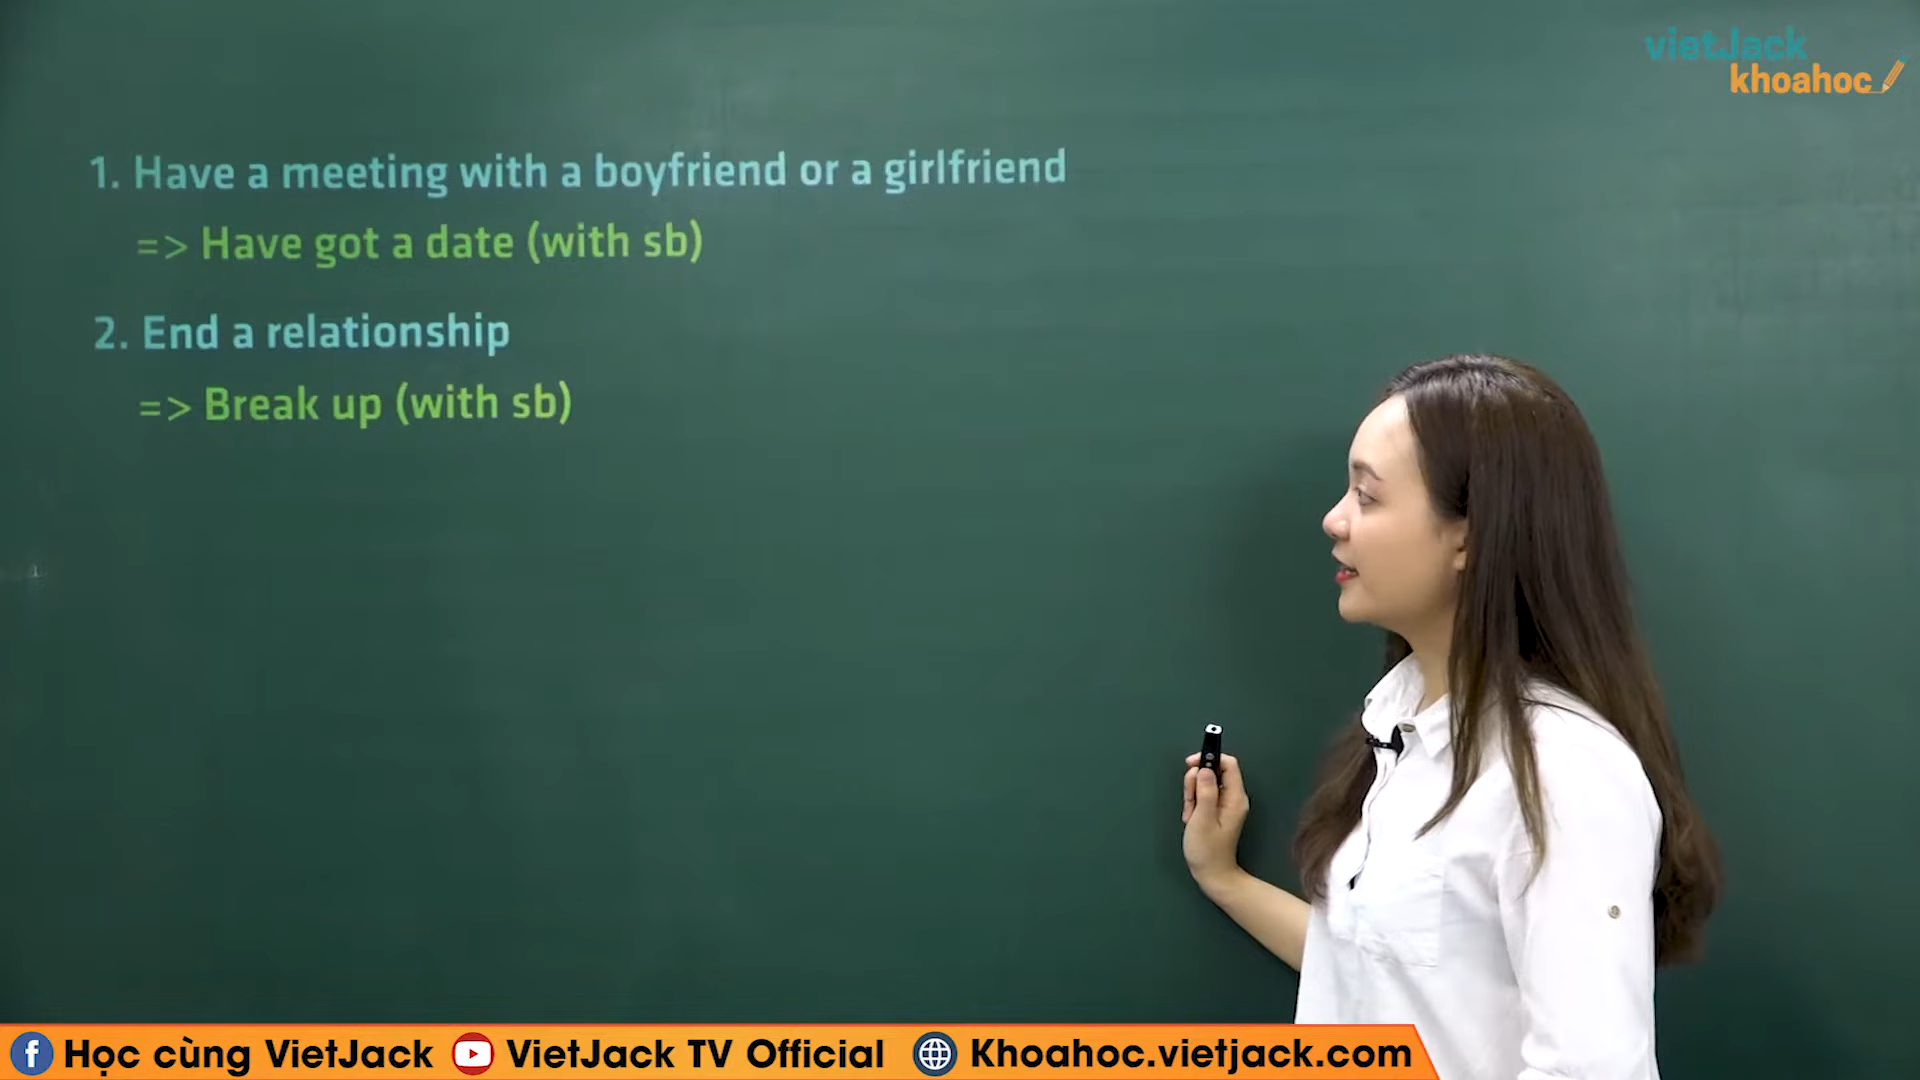 vietJack
khoahoc
1. Have a meeting with a boyfriend or a girlfriend
=> Have got a date (with sb)
2. End a relationship
=> Break up (with sb)
Học cùng VietJack VietJack TV Official Khoahoc.vietjack.com